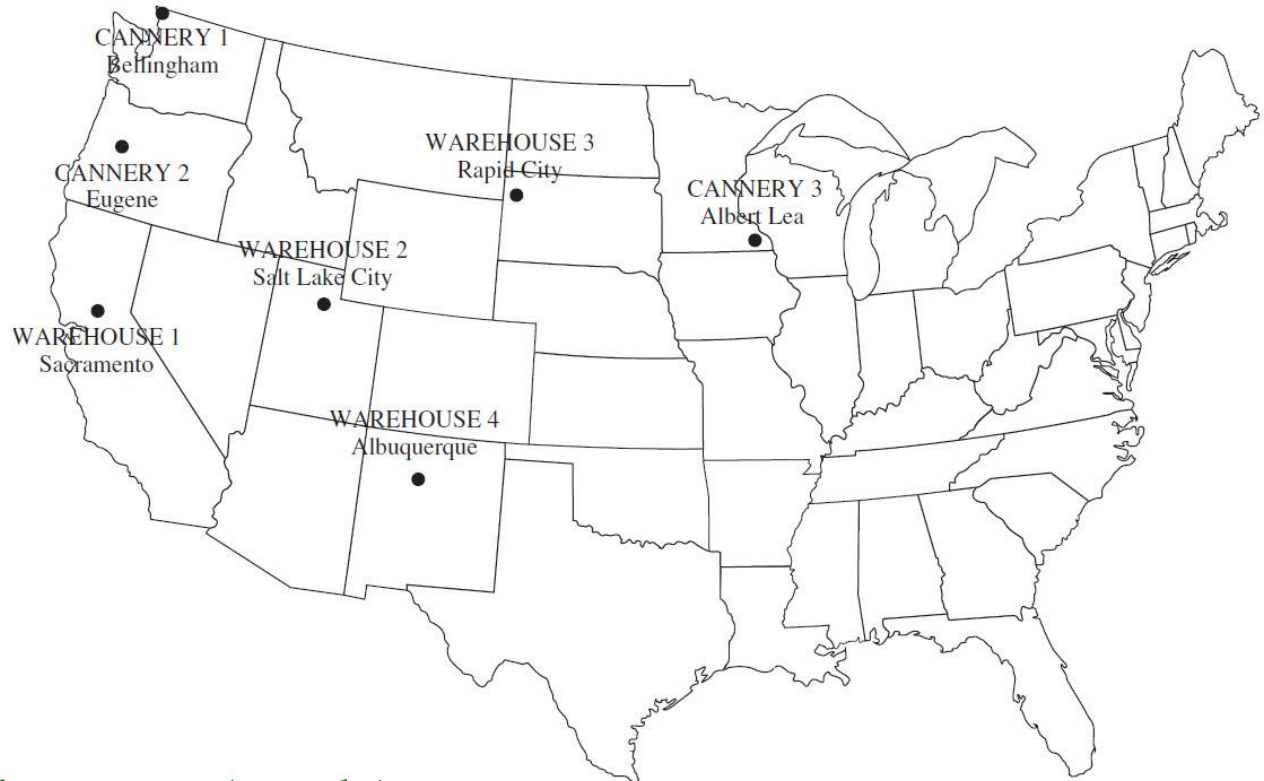 CANNERY 1
Bellingham
WAREHOUSE 3
Rapid City
CANNERY 2
Eugene
CANNERY 3
Albert Lea
WAREHOUSE 2
Salt Lake City
WAREHOUSE 1
Sacramento
WAREHOUSE 4
Albuquerque